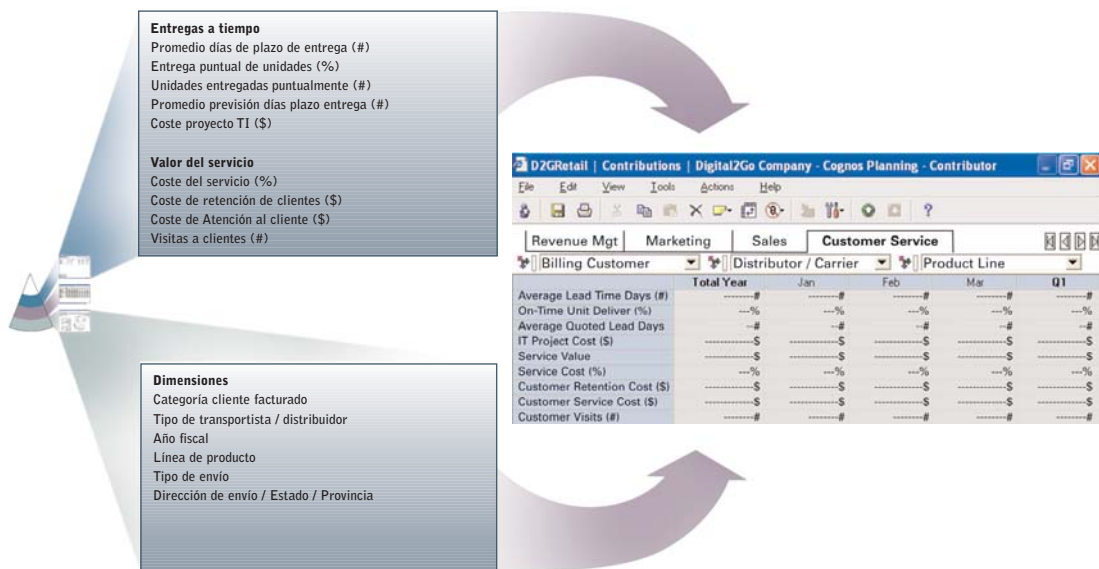 Entregas a tiempo
Promedio días de plazo de entrega (#)
Entrega puntual de unidades (%)
Unidades entregadas puntualmente (#)
Promedio previsión días plazo entrega (#)
Coste proyecto TI ($)
Valor del servicio
Coste del servicio (%)
Coste de retención de clientes ($)
Coste de Atención al cliente ($)
Visitas a clientes (#)
Dimensiones
Categoría cliente facturado
Tipo de transportista / distribuidor
Año fiscal
Línea de producto
Tipo de envío
Dirección de envío / Estado / Provincia
D2GRetail | Contributions | Digital2Go Company - Cognos Planning - Contributor
File Edit View Tools Actions Help
Revenue Mgt Marketing Sales Customer Service
Billing Customer Distributor / Carrier Product Line
Total Year Jan Feb Mar Q1
Average Lead Time Days (#) -------# -------# -------# -------# -------#
On-Time Unit Deliver (%) ---% ---% ---% ---% ---%
Average Quoted Lead Days --# --# --# --# --#
IT Project Cost ($) -----------$ -----------$ -----------$ -----------$ -----------$
Service Value -----------$ -----------$ -----------$ -----------$ -----------$
Service Cost (%) ---% ---% ---% ---% ---%
Customer Retention Cost ($) -----------$ -----------$ -----------$ -----------$ -----------$
Customer Service Cost ($) -----------$ -----------$ -----------$ -----------$ -----------$
Customer Visits (#) -------# -------# -------# -------# -------#